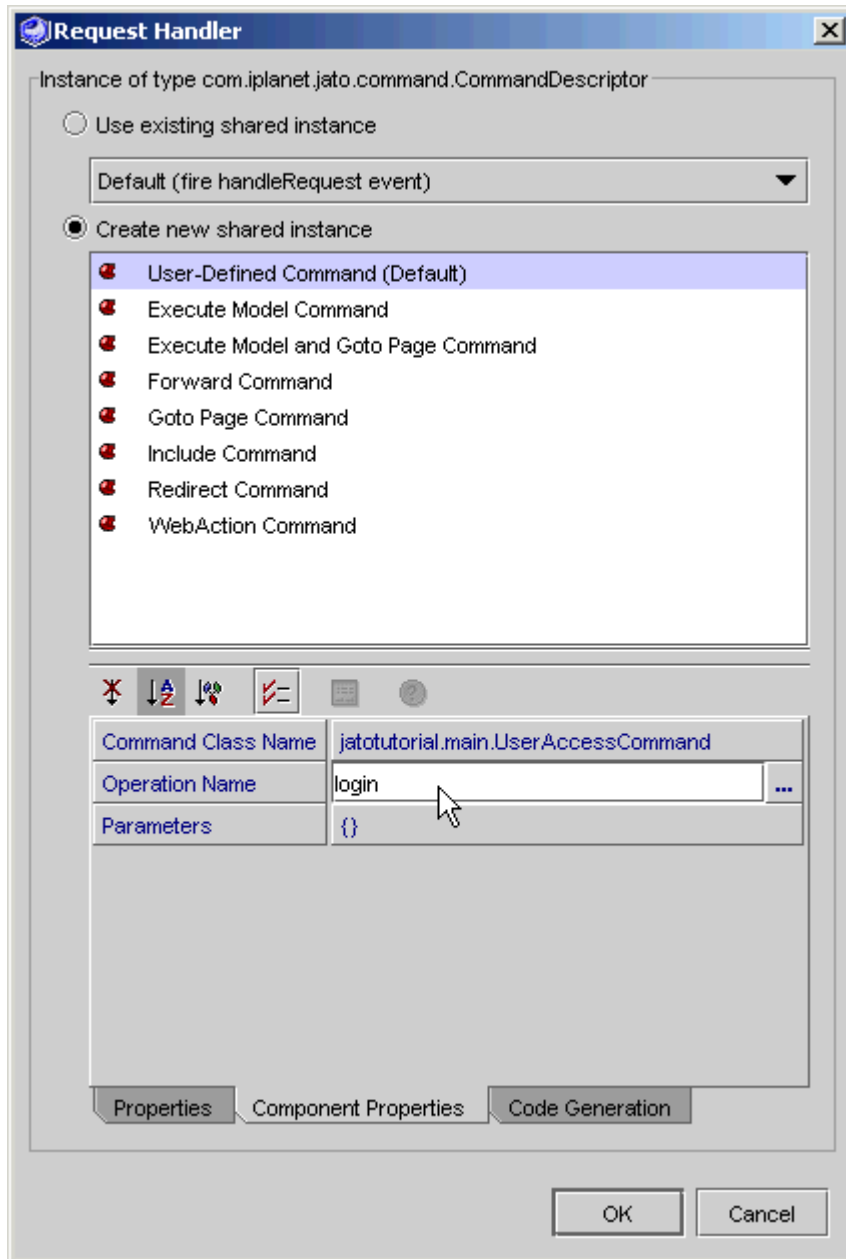 Request Handler
Instance of type com.iplanet.jato.command.CommandDescriptor
Use existing shared instance
Default (fire handleRequest event)
Create new shared instance
User-Defined Command (Default)
Execute Model Command
Execute Model and Goto Page Command
Forward Command
Goto Page Command
Include Command
Redirect Command
WebAction Command
Command Class Name jatotutorial.main.UserAccessCommand
Operation Name login ...
Parameters {}
Properties Component Properties Code Generation
OK Cancel